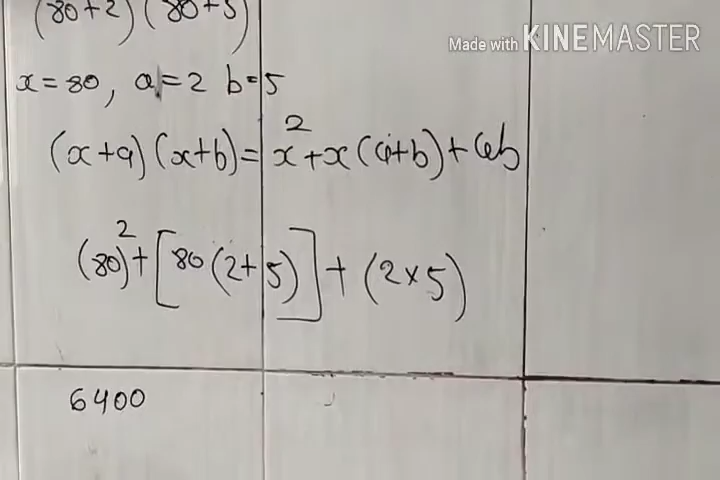 (80+2) (80+5)
Made with KINEMASTER
x=80, a=2 b=5
(x+a) (x+b)= x²+x(a+b)+ab
(80)²+[80(2+5)]+(2×5)
6400